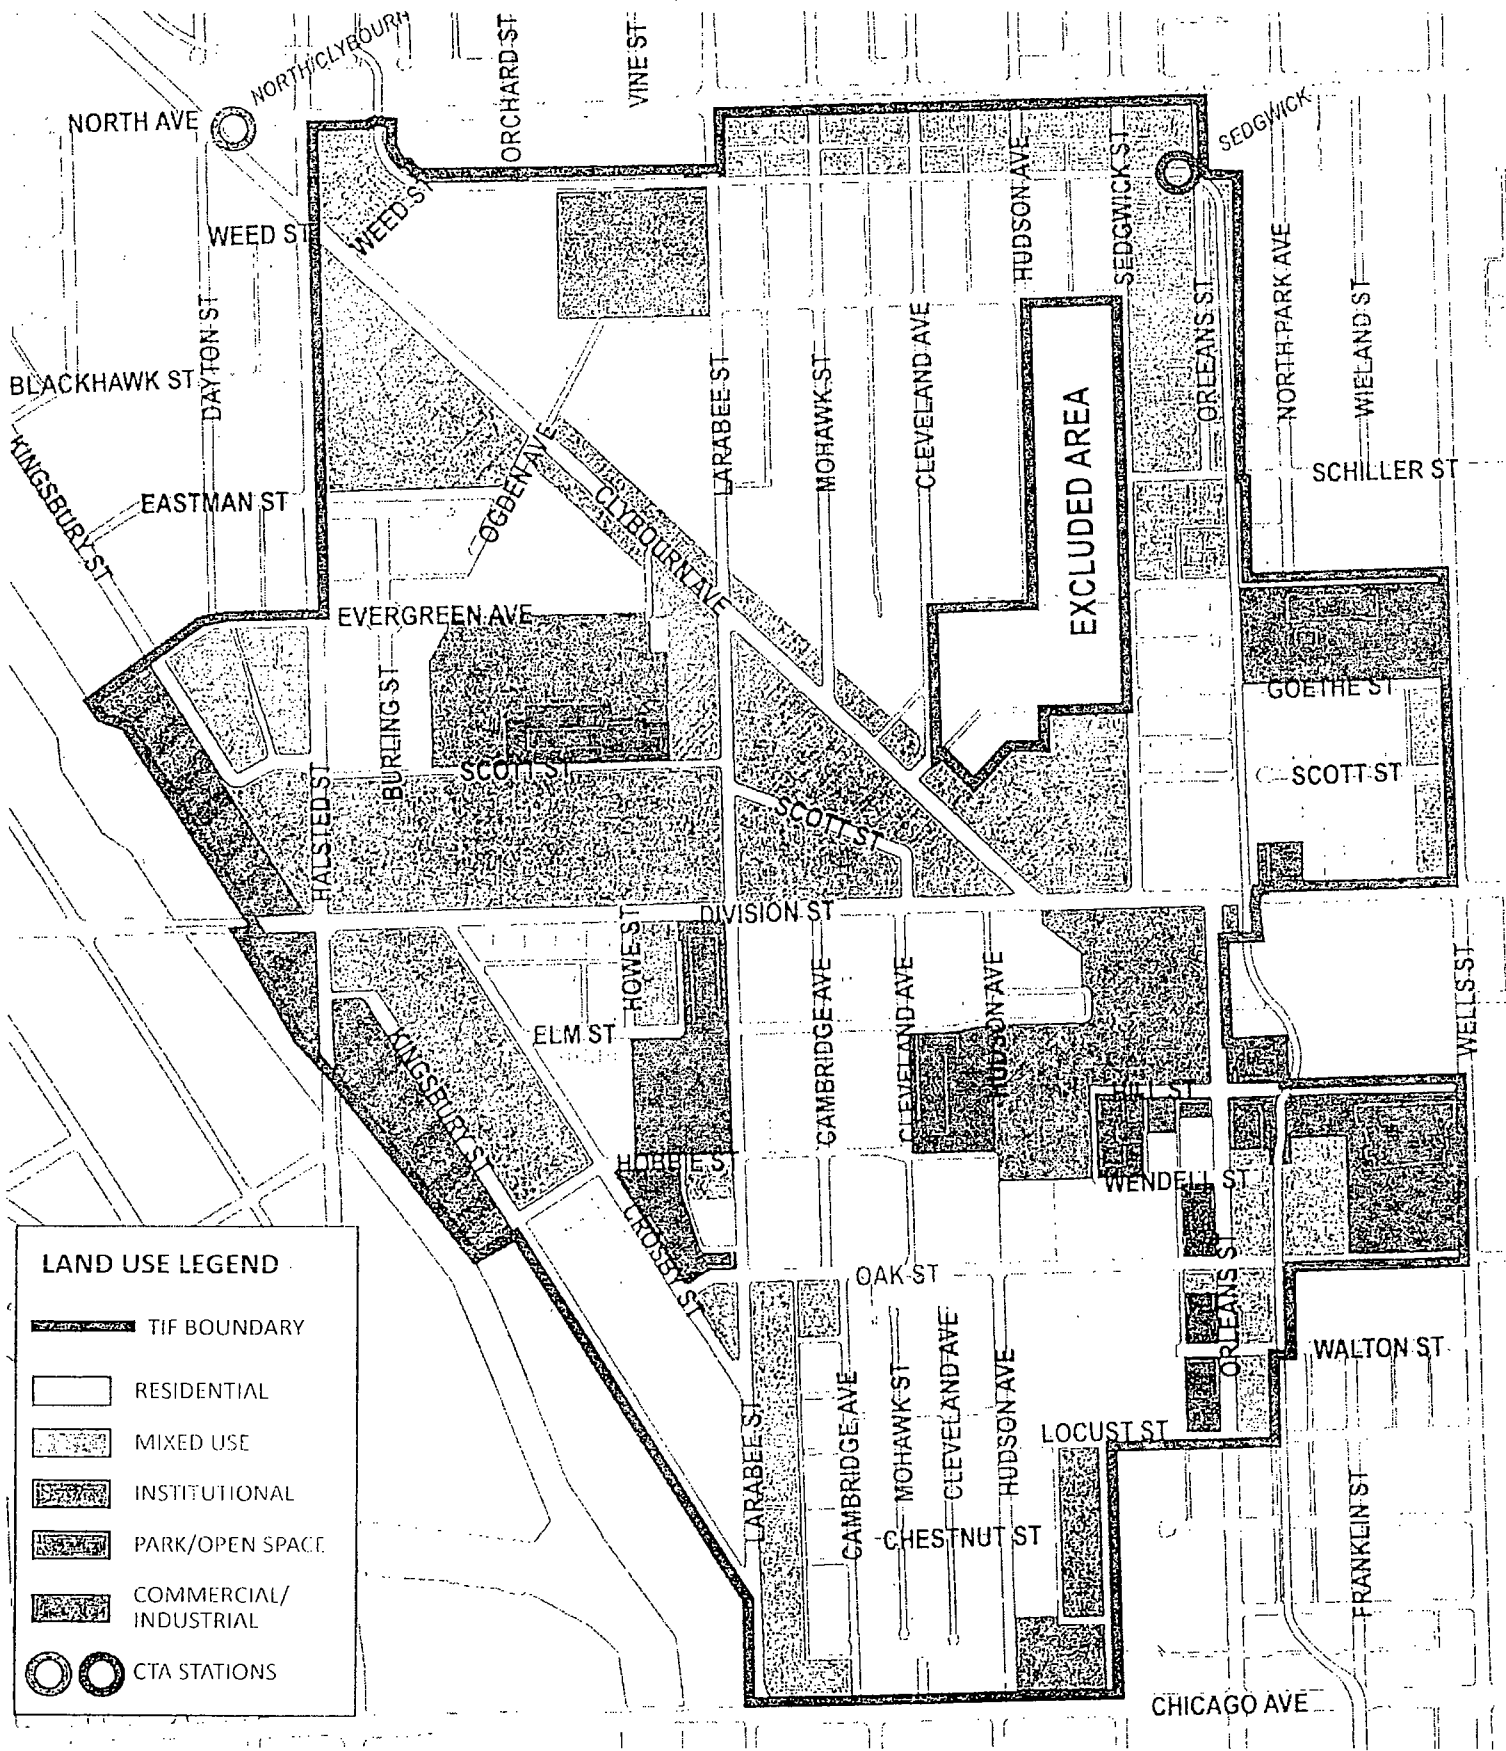 NORTH/CLYBOURN
ORCHARD ST
VINE ST
NORTH AVE
SEDGWICK
WEED ST
WEED ST
HUDSON AVE
SEDGWICK ST
DAYTON ST
BLACKHAWK ST
LARABEE ST
MOHAWK ST
CLEVELAND AVE
ORLEANS ST
NORTH PARK AVE
WIELAND ST
EXCLUDED AREA
KINGSBURY ST
EASTMAN ST
OGDEN AVE
CLYBOURN AVE
SCHILLER ST
EVERGREEN AVE
BURLING ST
GOETHE ST
HALSTED ST
SCOTT ST
SCOTT ST
SCOTT ST
DIVISION ST
HOWE ST
ELM ST
CAMBRIDGE AVE
CLEVELAND AVE
HUDSON AVE
WELLS ST
KINGSBURY ST
HILL ST
HOBBIE ST
WENDELL ST
CROSBY ST
OAK ST
ORLEANS ST
WALTON ST
LARABEE ST
CAMBRIDGE AVE
MOHAWK ST
CLEVELAND AVE
HUDSON AVE
LOCUST ST
CHESTNUT ST
FRANKLIN ST
CHICAGO AVE
LAND USE LEGEND
TIF BOUNDARY
RESIDENTIAL
MIXED USE
INSTITUTIONAL
PARK/OPEN SPACE
COMMERCIAL/
INDUSTRIAL
CTA STATIONS